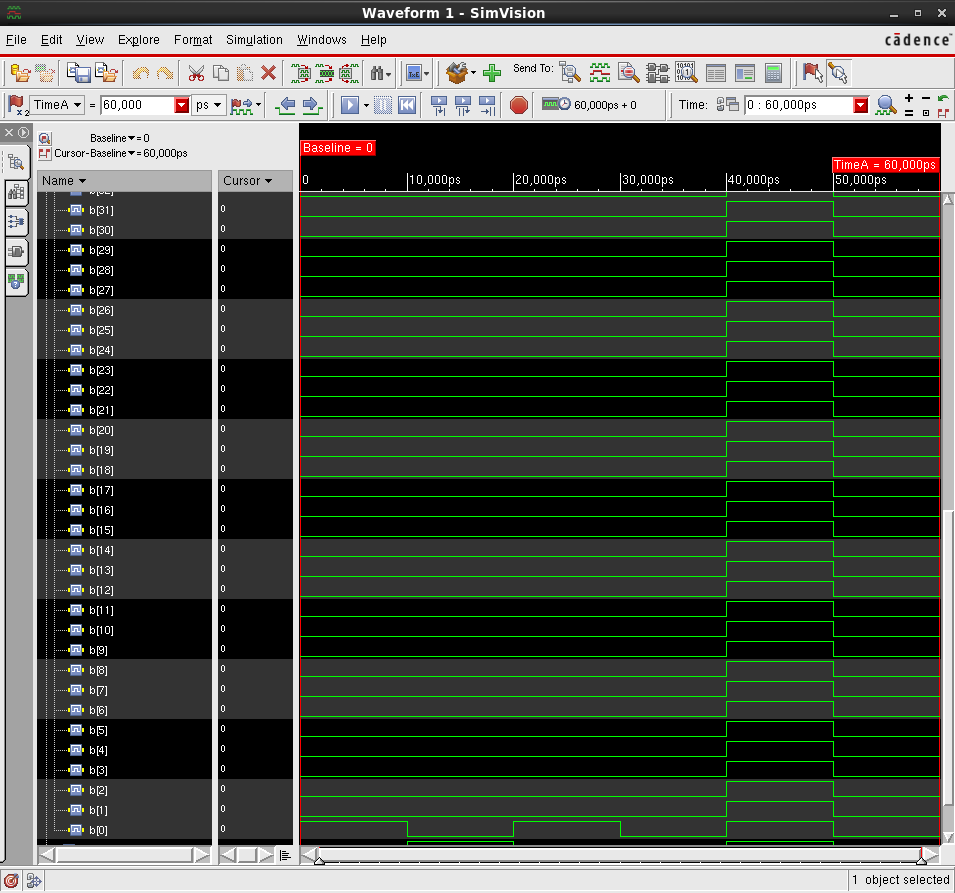 Waveform 1 - SimVision
File Edit View Explore Format Simulation Windows Help cādence
Send To:
x2 TimeA = 60,000 ps 60,000ps + 0 Time: 0 : 60,000ps
Baseline = 0
Cursor-Baseline = 60,000ps
Baseline = 0
TimeA = 60,000ps
Name Cursor 0 10,000ps 20,000ps 30,000ps 40,000ps 50,000ps
b[31] 0
b[30] 0
b[29] 0
b[28] 0
b[27] 0
b[26] 0
b[25] 0
b[24] 0
b[23] 0
b[22] 0
b[21] 0
b[20] 0
b[19] 0
b[18] 0
b[17] 0
b[16] 0
b[15] 0
b[14] 0
b[13] 0
b[12] 0
b[11] 0
b[10] 0
b[9] 0
b[8] 0
b[7] 0
b[6] 0
b[5] 0
b[4] 0
b[3] 0
b[2] 0
b[1] 0
b[0] 0
1 object selected